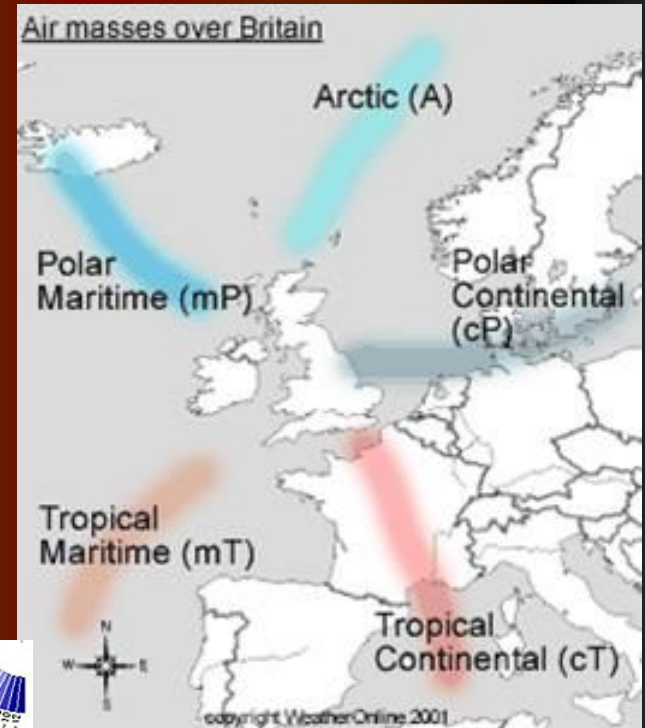 Air masses over Britain
Arctic (A)
Polar
Maritime (mP)
Polar
Continental
(cP)
Tropical
Maritime (mT)
Tropical
Continental (cT)
N
W E
S
copyright WeatherOnline 2001